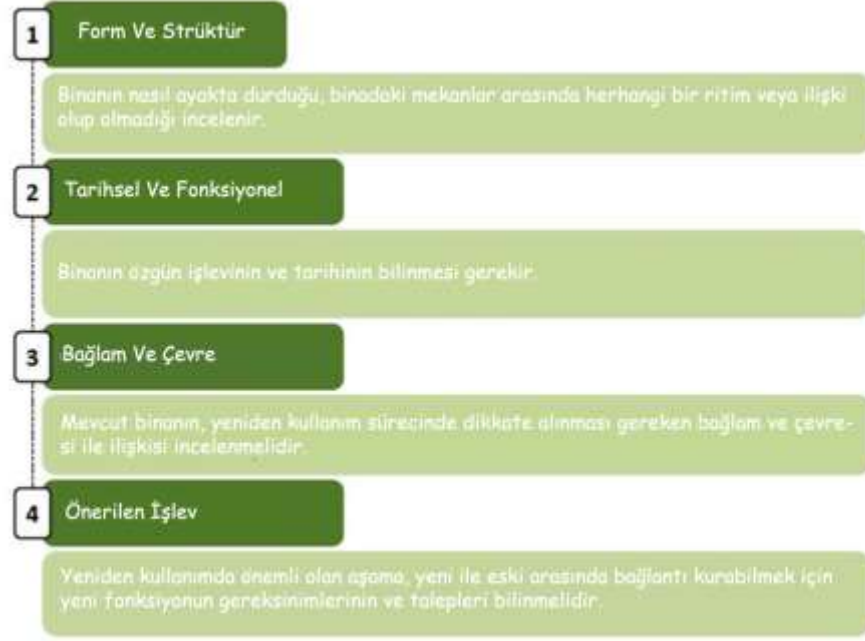 1
Form Ve Strüktür
Binanın nasıl ayakta durduğu, binadaki mekanlar arasında herhangi bir ritim veya ilişki
olup olmadığı incelenir.
2
Tarihsel Ve Fonksiyonel
Binanın özgün işlevinin ve tarihinin bilinmesi gerekir.
3
Bağlam Ve Çevre
Mevcut binanın, yeniden kullanım sürecinde dikkate alınması gereken bağlam ve çevre-
si ile ilişkisi incelenmelidir.
4
Önerilen İşlev
Yeniden kullanımda önemli olan aşama, yeni ile eski arasında bağlantı kurabilmek için
yeni fonksiyonun gereksinimlerinin ve talepleri bilinmelidir.